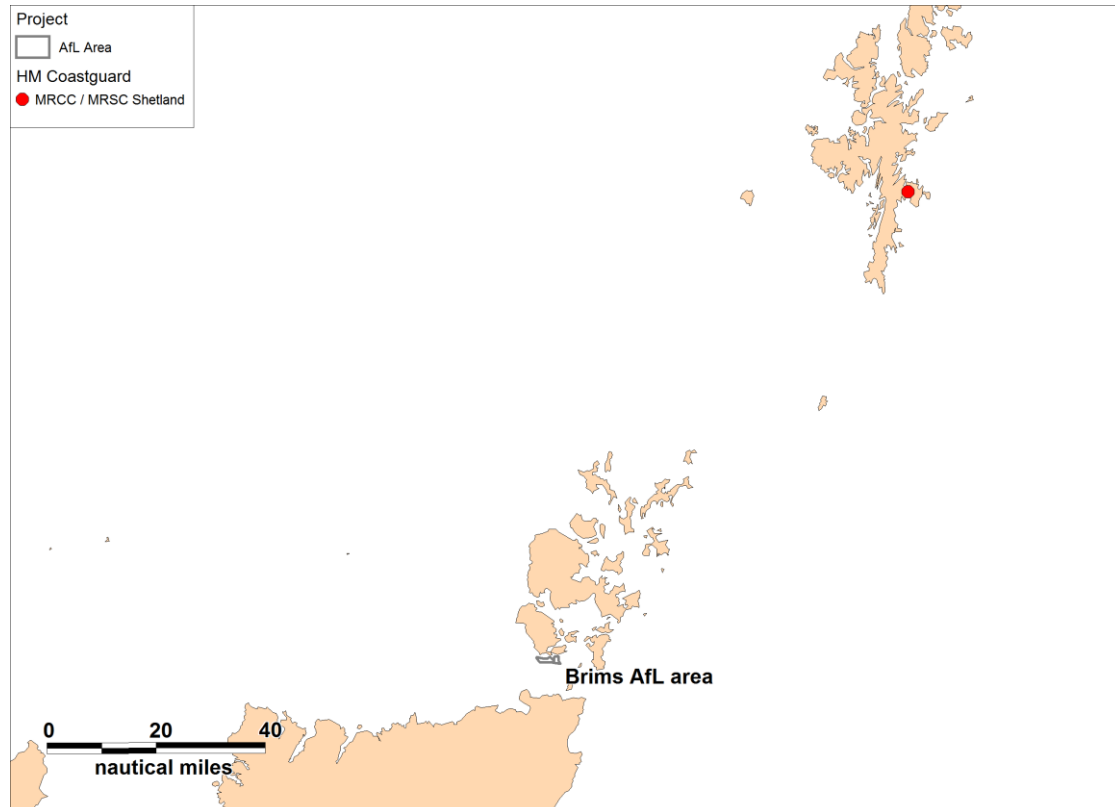 Project
AfL Area
HM Coastguard
MRCC / MRSC Shetland
Brims AfL area
0 20 40
nautical miles